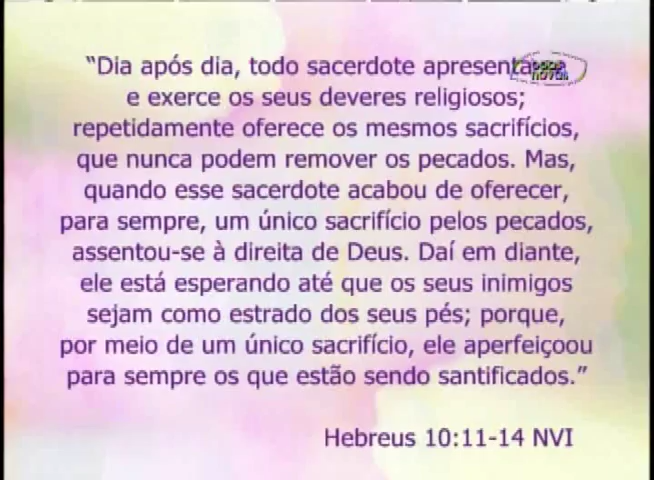 “Dia após dia, todo sacerdote apresenta-se
e exerce os seus deveres religiosos;
repetidamente oferece os mesmos sacrifícios,
que nunca podem remover os pecados. Mas,
quando esse sacerdote acabou de oferecer,
para sempre, um único sacrifício pelos pecados,
assentou-se à direita de Deus. Daí em diante,
ele está esperando até que os seus inimigos
sejam como estrado dos seus pés; porque,
por meio de um único sacrifício, ele aperfeiçoou
para sempre os que estão sendo santificados.”
Hebreus 10:11-14 NVI